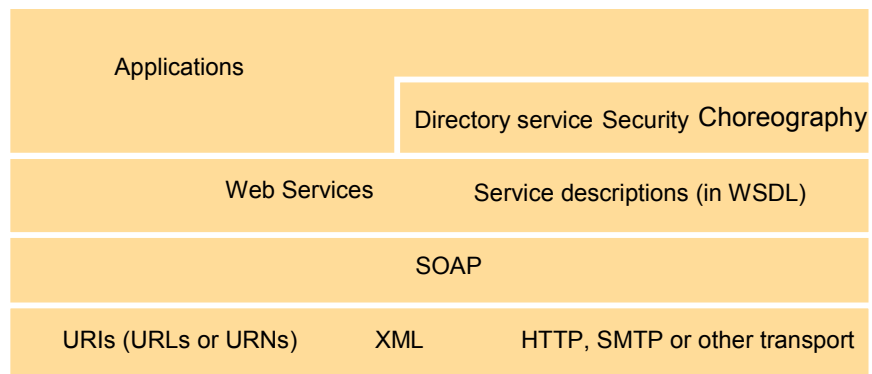 Applications
Directory service Security Choreography
Web Services Service descriptions (in WSDL)
SOAP
URIs (URLs or URNs) XML HTTP, SMTP or other transport